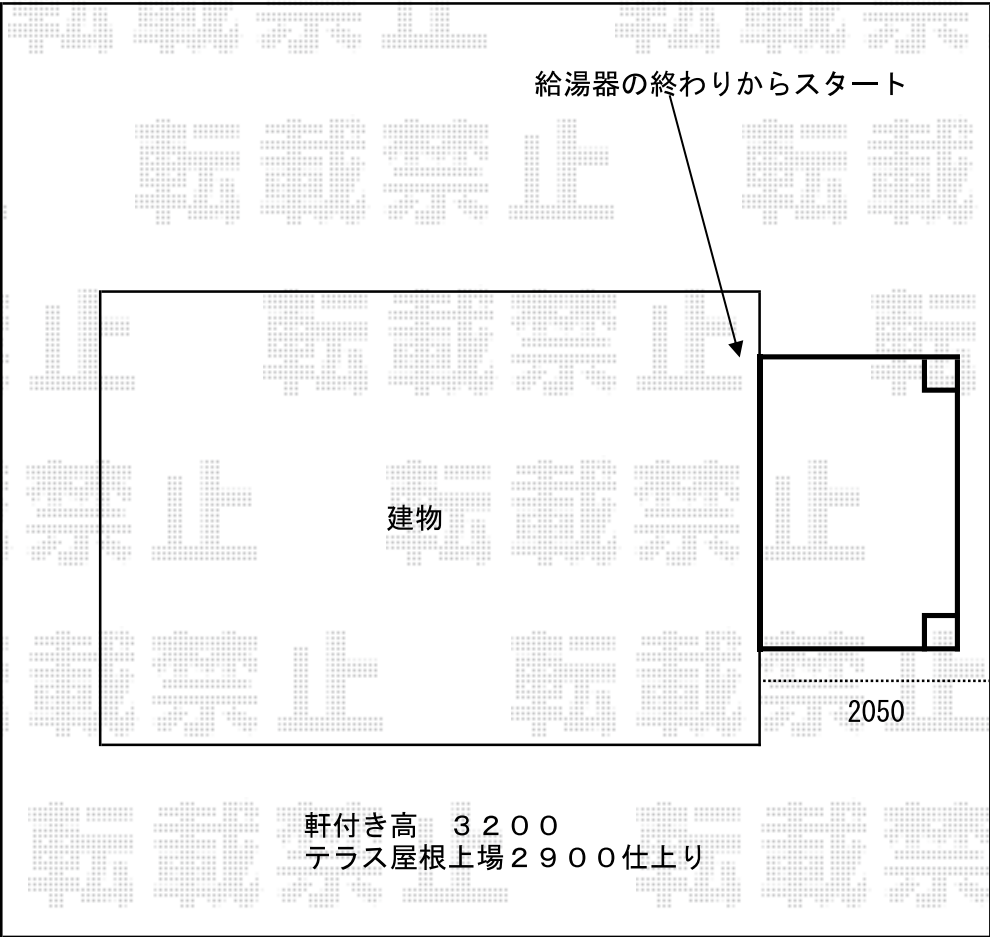 給湯器の終わりからスタート
建物
2050
軒付き高　３２００
テラス屋根上場２９００仕上り
転載禁止